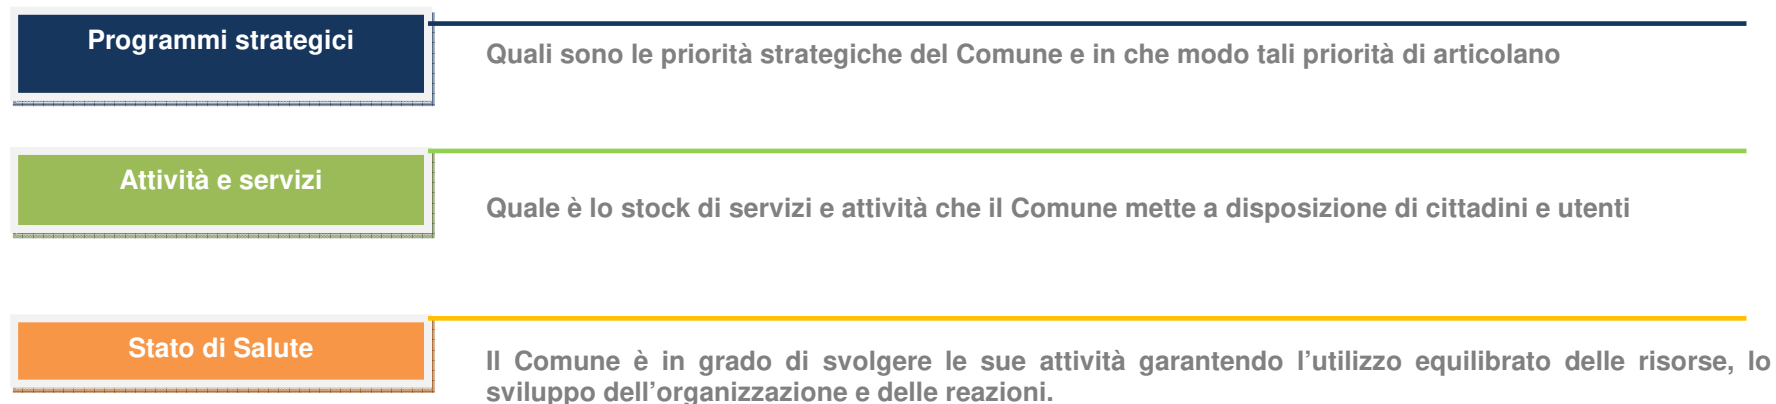 Programmi strategici
Quali sono le priorità strategiche del Comune e in che modo tali priorità di articolano
Attività e servizi
Quale è lo stock di servizi e attività che il Comune mette a disposizione di cittadini e utenti
Stato di Salute
Il Comune è in grado di svolgere le sue attività garantendo l’utilizzo equilibrato delle risorse, lo
sviluppo dell’organizzazione e delle reazioni.